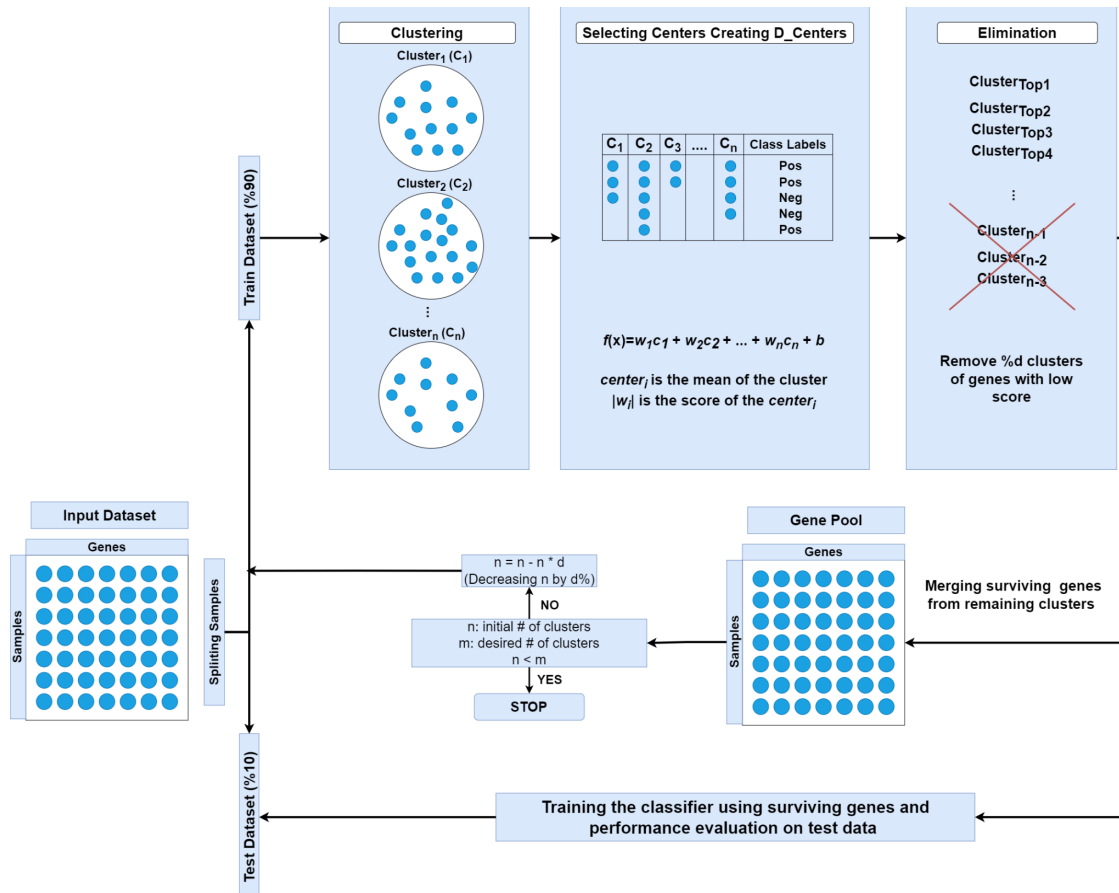 Clustering
Cluster1 (C1)
Cluster2 (C2)
⋮
Clustern (Cn)
Selecting Centers Creating D_Centers
C1 C2 C3 .... Cn Class Labels
Pos
Pos
Neg
Neg
Pos
f(x)=w1c1 + w2c2 + ... + wncn + b
centeri is the mean of the cluster
|wi| is the score of the centeri
Elimination
ClusterTop1
ClusterTop2
ClusterTop3
ClusterTop4
⋮
Clustern-1
Clustern-2
Clustern-3
Remove %d clusters
of genes with low
score
Train Dataset (%90)
Input Dataset
Genes
Samples
Spliting Samples
n = n - n * d
(Decreasing n by d%)
NO
n: initial # of clusters
m: desired # of clusters
n < m
YES
STOP
Gene Pool
Genes
Samples
Merging surviving genes
from remaining clusters
Test Dataset (%10)
Training the classifier using surviving genes and
performance evaluation on test data